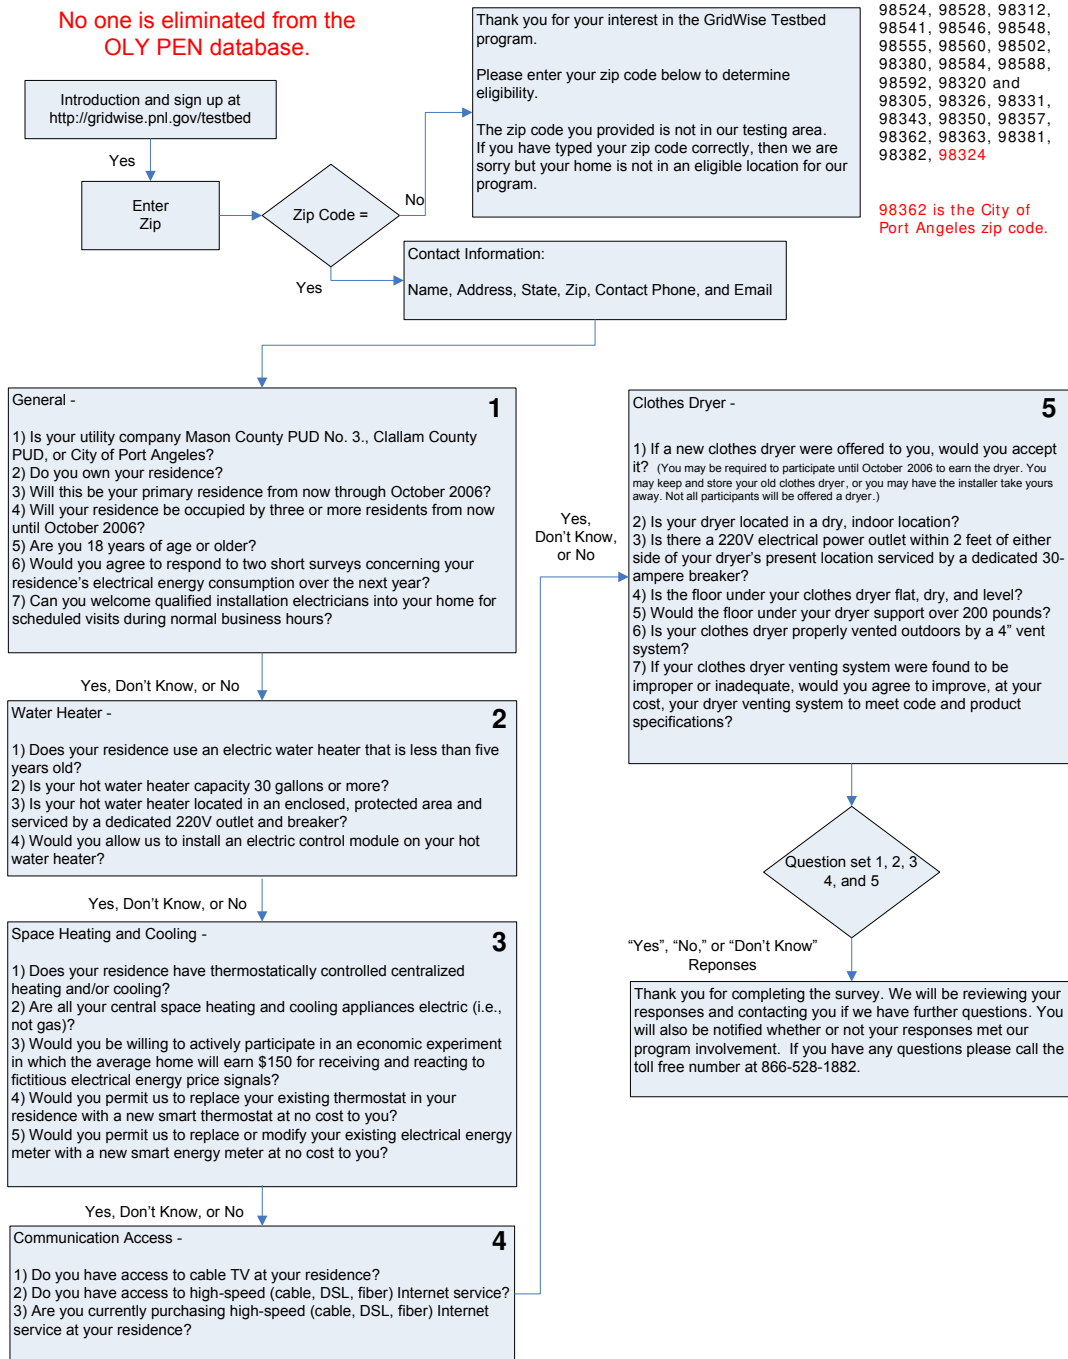 No one is eliminated from the
OLY PEN database.
Introduction and sign up at
http://gridwise.pnl.gov/testbed
Yes
Enter
Zip
Zip Code =
No
Yes
Thank you for your interest in the GridWise Testbed
program.
Please enter your zip code below to determine
eligibility.
The zip code you provided is not in our testing area.
If you have typed your zip code correctly, then we are
sorry but your home is not in an eligible location for our
program.
98524, 98528, 98312,
98541, 98546, 98548,
98555, 98560, 98502,
98380, 98584, 98588,
98592, 98320 and
98305, 98326, 98331,
98343, 98350, 98357,
98362, 98363, 98381,
98382, 98324
98362 is the City of
Port Angeles zip code.
Contact Information:
Name, Address, State, Zip, Contact Phone, and Email
General -
1
1) Is your utility company Mason County PUD No. 3., Clallam County
PUD, or City of Port Angeles?
2) Do you own your residence?
3) Will this be your primary residence from now through October 2006?
4) Will your residence be occupied by three or more residents from now
until October 2006?
5) Are you 18 years of age or older?
6) Would you agree to respond to two short surveys concerning your
residence's electrical energy consumption over the next year?
7) Can you welcome qualified installation electricians into your home for
scheduled visits during normal business hours?
Yes, Don't Know, or No
Water Heater -
2
1) Does your residence use an electric water heater that is less than five
years old?
2) Is your hot water heater capacity 30 gallons or more?
3) Is your hot water heater located in an enclosed, protected area and
serviced by a dedicated 220V outlet and breaker?
4) Would you allow us to install an electric control module on your hot
water heater?
Yes, Don't Know, or No
Space Heating and Cooling -
3
1) Does your residence have thermostatically controlled centralized
heating and/or cooling?
2) Are all your central space heating and cooling appliances electric (i.e.,
not gas)?
3) Would you be willing to actively participate in an economic experiment
in which the average home will earn $150 for receiving and reacting to
fictitious electrical energy price signals?
4) Would you permit us to replace your existing thermostat in your
residence with a new smart thermostat at no cost to you?
5) Would you permit us to replace or modify your existing electrical energy
meter with a new smart energy meter at no cost to you?
Yes, Don't Know, or No
Communication Access -
4
1) Do you have access to cable TV at your residence?
2) Do you have access to high-speed (cable, DSL, fiber) Internet service?
3) Are you currently purchasing high-speed (cable, DSL, fiber) Internet
service at your residence?
Yes,
Don't Know,
or No
Clothes Dryer -
5
1) If a new clothes dryer were offered to you, would you accept
it? (You may be required to participate until October 2006 to earn the dryer. You
may keep and store your old clothes dryer, or you may have the installer take yours
away. Not all participants will be offered a dryer.)
2) Is your dryer located in a dry, indoor location?
3) Is there a 220V electrical power outlet within 2 feet of either
side of your dryer's present location serviced by a dedicated 30-
ampere breaker?
4) Is the floor under your clothes dryer flat, dry, and level?
5) Would the floor under your dryer support over 200 pounds?
6) Is your clothes dryer properly vented outdoors by a 4" vent
system?
7) If your clothes dryer venting system were found to be
improper or inadequate, would you agree to improve, at your
cost, your dryer venting system to meet code and product
specifications?
Question set 1, 2, 3
4, and 5
"Yes", "No," or "Don't Know"
Reponses
Thank you for completing the survey. We will be reviewing your
responses and contacting you if we have further questions. You
will also be notified whether or not your responses met our
program involvement.  If you have any questions please call the
toll free number at 866-528-1882.